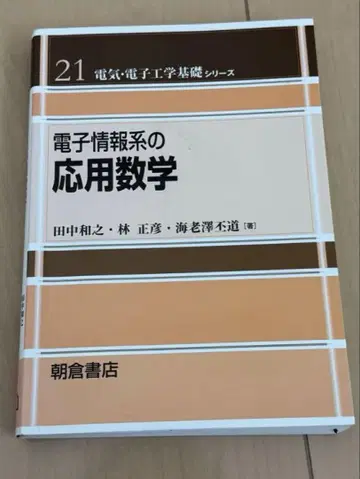 21 電気・電子工学基礎シリーズ
電子情報系の
応用数学
田中和之・林 正彦・海老澤丕道[著]
朝倉書店